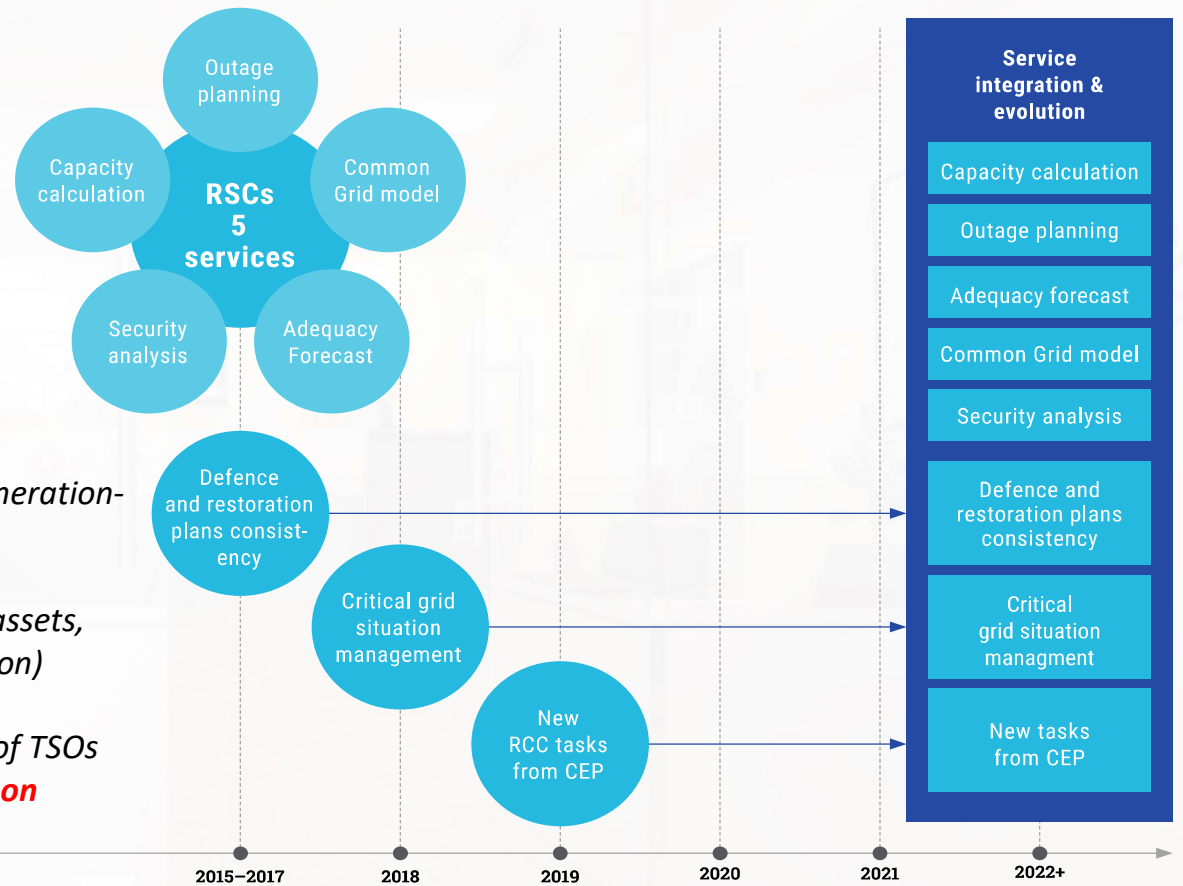 Outage
planning
Capacity
calculation
Common
Grid model
RSCs
5
services
Security
analysis
Adequacy
Forecast
Defence
and restoration
plans consist-
ency
Critical grid
situation
management
New
RCC tasks
from CEP
neration-
assets,
on)
of TSOs
on
Service
integration &
evolution
Capacity calculation
Outage planning
Adequacy forecast
Common Grid model
Security analysis
Defence and
restoration plans
consistency
Critical
grid situation
managment
New tasks
from CEP
2015–2017
2018
2019
2020
2021
2022+